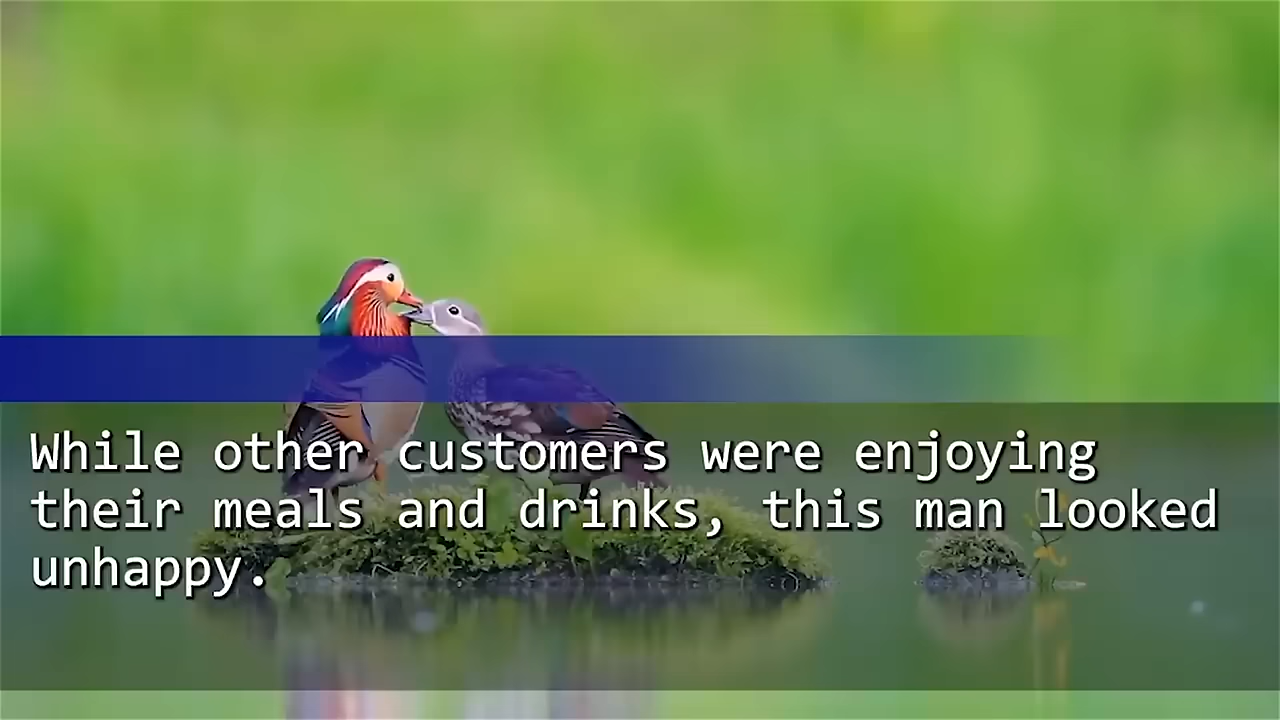 While other customers were enjoying
their meals and drinks, this man looked
unhappy.